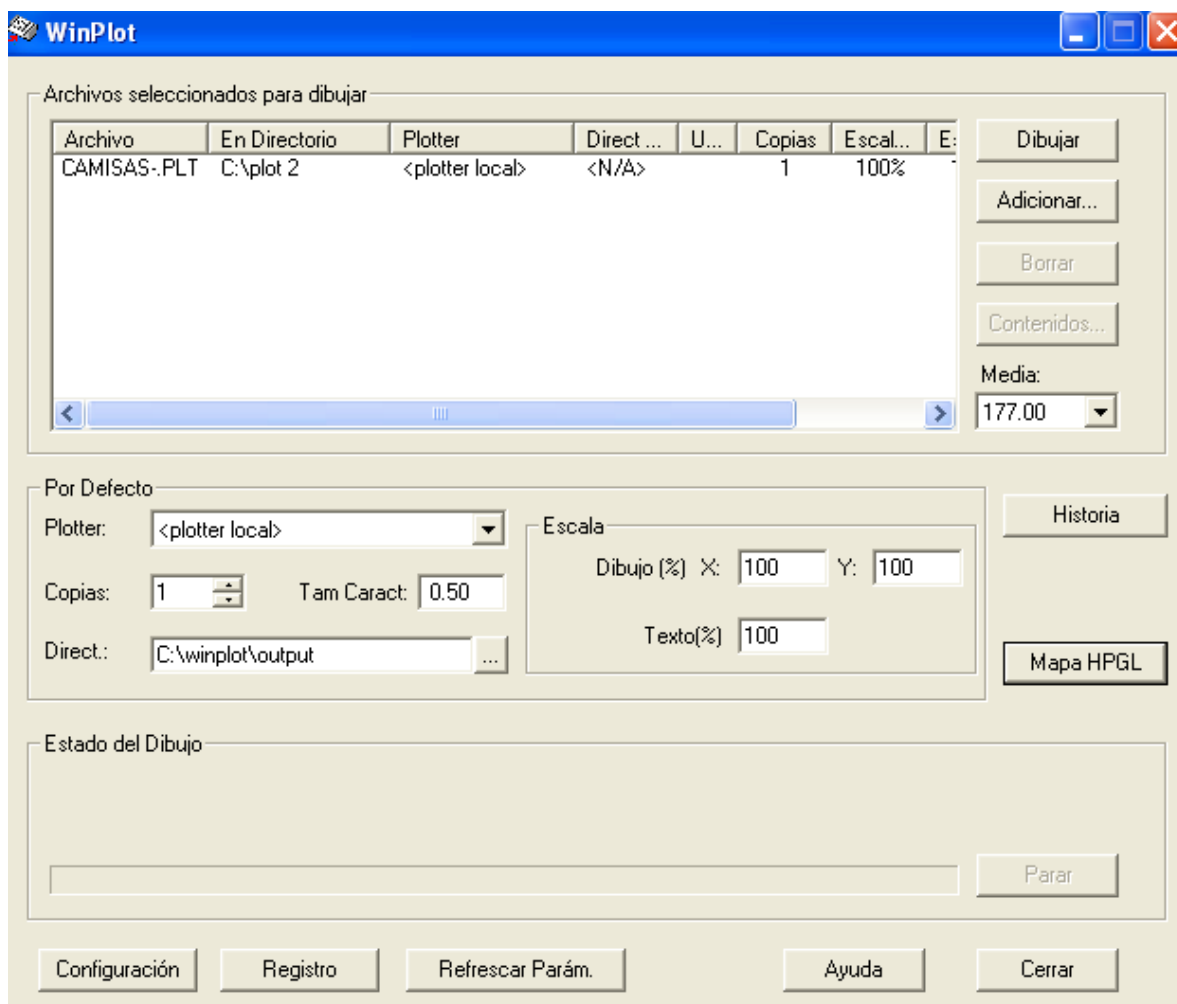 WinPlot
Archivos seleccionados para dibujar
Archivo En Directorio Plotter Direct ... U... Copias Escal... E
CAMISAS-.PLT C:\plot 2 <plotter local> <N/A> 1 100%
Dibujar
Adicionar...
Borrar
Contenidos...
Media:
177.00
Por Defecto
Plotter: <plotter local>
Copias: 1 Tam Caract: 0.50
Direct.: C:\winplot\output ...
Escala
Dibujo (%) X: 100 Y: 100
Texto(%) 100
Historia
Mapa HPGL
Estado del Dibujo
Parar
Configuración Registro Refrescar Parám. Ayuda Cerrar